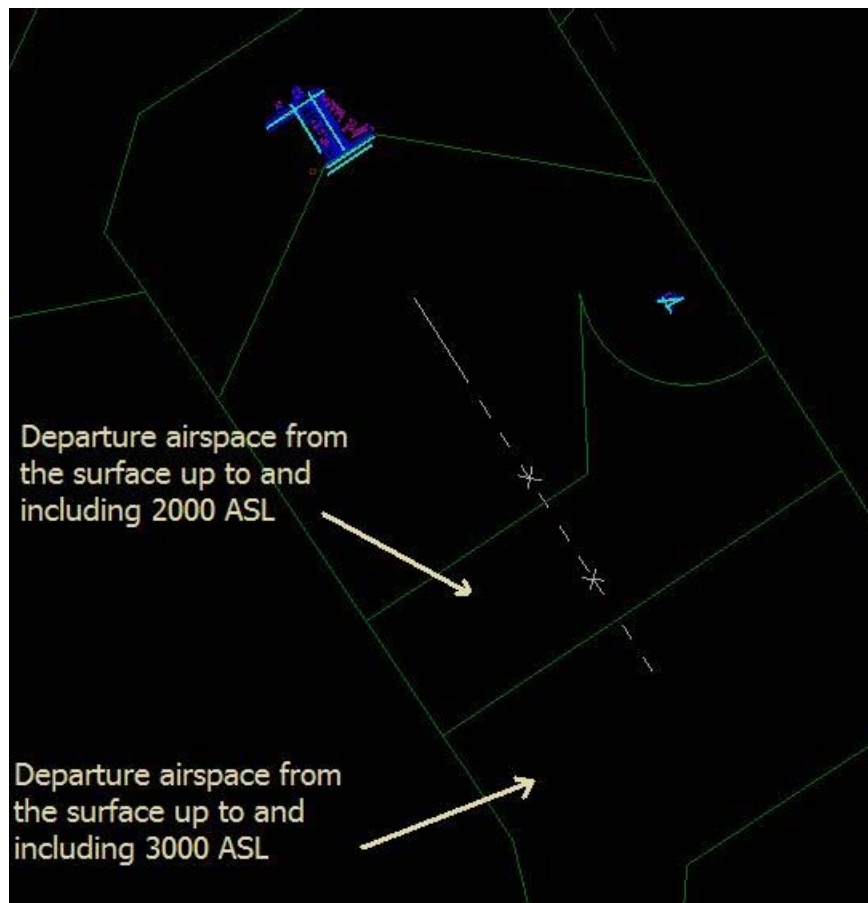 Departure airspace from
the surface up to and
including 2000 ASL
Departure airspace from
the surface up to and
including 3000 ASL